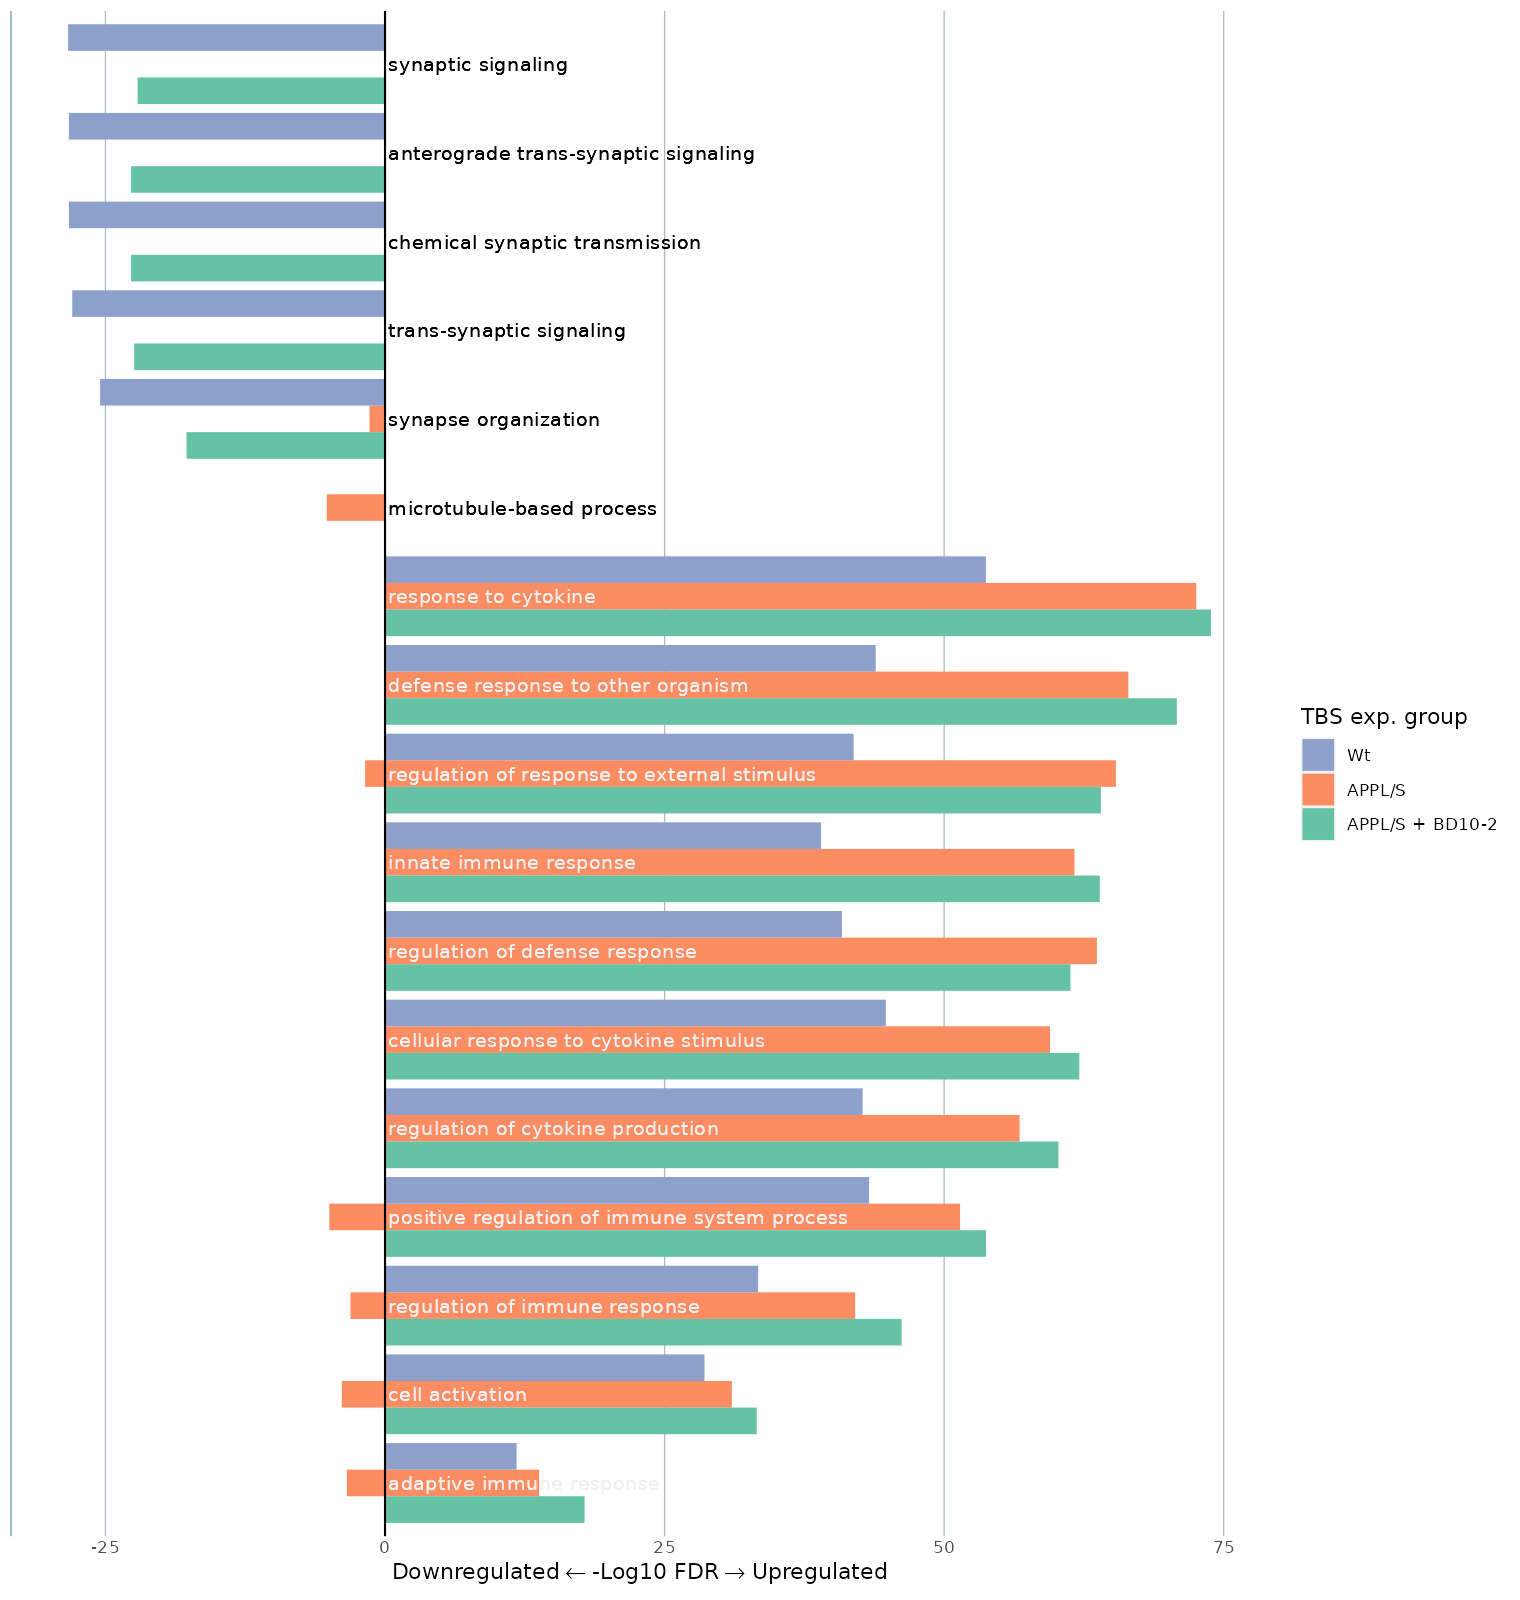 synaptic signaling
anterograde trans-synaptic signaling
chemical synaptic transmission
trans-synaptic signaling
synapse organization
microtubule-based process
response to cytokine
defense response to other organism
regulation of response to external stimulus
innate immune response
regulation of defense response
cellular response to cytokine stimulus
regulation of cytokine production
positive regulation of immune system process
regulation of immune response
cell activation
adaptive immune response
-25 0 25 50 75
Downregulated ← -Log10 FDR → Upregulated
TBS exp. group
Wt
APPL/S
APPL/S + BD10-2